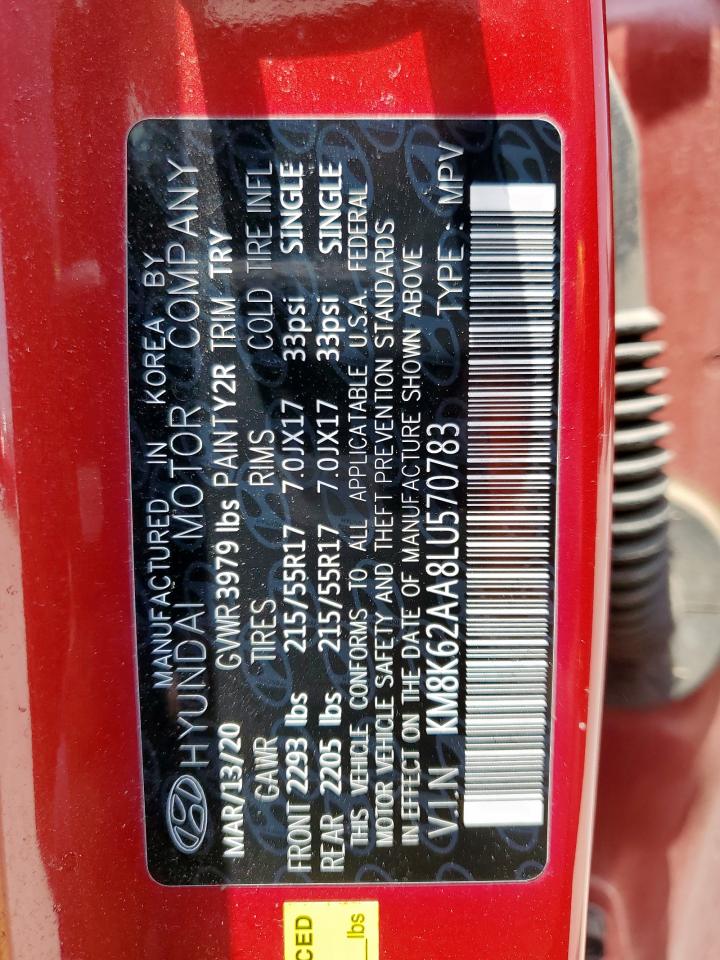 MANUFACTURED IN KOREA BY
HYUNDAI MOTOR COMPANY
MAR/13/20 GVWR 3979 lbs PAINTY2R TRIM TRY
GAWR TIRES RIMS COLD TIRE INFL
FRONT 2293 lbs 215/55R17 7.0JX17 33psi SINGLE
REAR 2205 lbs 215/55R17 7.0JX17 33psi SINGLE
THIS VEHICLE CONFORMS TO ALL APPLICATABLE U.S.A. FEDERAL
MOTOR VEHICLE SAFETY AND THEFT PREVENTION STANDARDS
IN EFFECT ON THE DATE OF MANUFACTURE SHOWN ABOVE
V.I.N KM8K62AA8LU570783 TYPE: MPV
CED
_lbs